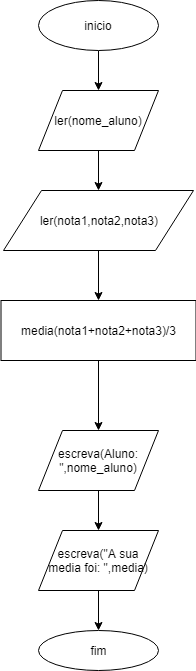 inicio
ler(nome_aluno)
ler(nota1,nota2,nota3)
media(nota1+nota2+nota3)/3
escreva(Aluno:
",nome_aluno)
escreva("A sua
media foi: ",media)
fim